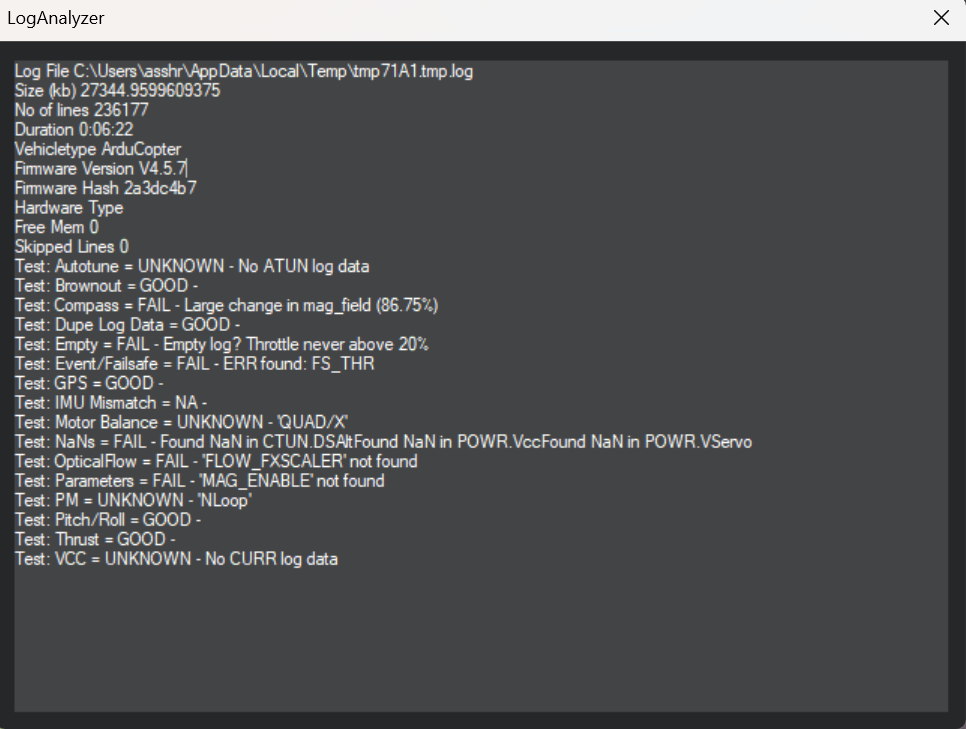 LogAnalyzer
Log File C:\Users\asshr\AppData\Local\Temp\tmp71A1.tmp.log
Size (kb) 27344.9599609375
No of lines 236177
Duration 0:06:22
Vehicletype ArduCopter
Firmware Version V4.5.7
Firmware Hash 2a3dc4b7
Hardware Type
Free Mem 0
Skipped Lines 0
Test: Autotune = UNKNOWN - No ATUN log data
Test: Brownout = GOOD -
Test: Compass = FAIL - Large change in mag_field (86.75%)
Test: Dupe Log Data = GOOD -
Test: Empty = FAIL - Empty log? Throttle never above 20%
Test: Event/Failsafe = FAIL - ERR found: FS_THR
Test: GPS = GOOD -
Test: IMU Mismatch = NA -
Test: Motor Balance = UNKNOWN - 'QUAD/X'
Test: NaNs = FAIL - Found NaN in CTUN.DSAltFound NaN in POWR.VccFound NaN in POWR.VServo
Test: OpticalFlow = FAIL - 'FLOW_FXSCALER' not found
Test: Parameters = FAIL - 'MAG_ENABLE' not found
Test: PM = UNKNOWN - 'NLoop'
Test: Pitch/Roll = GOOD -
Test: Thrust = GOOD -
Test: VCC = UNKNOWN - No CURR log data